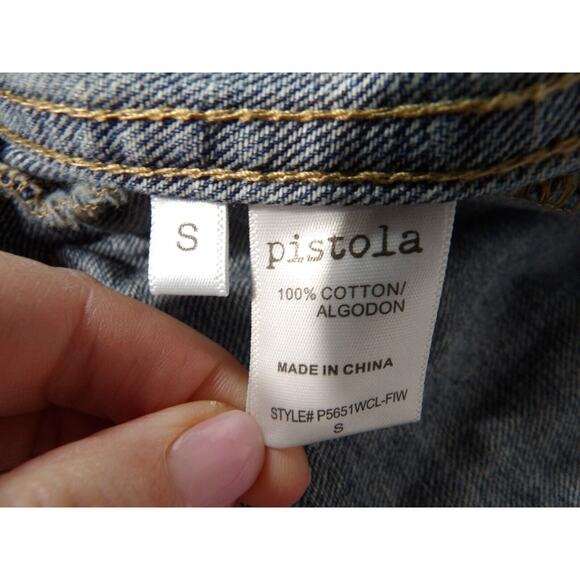 S
pistola
100% COTTON/
ALGODON
MADE IN CHINA
STYLE# P5651WCL-FIW
S